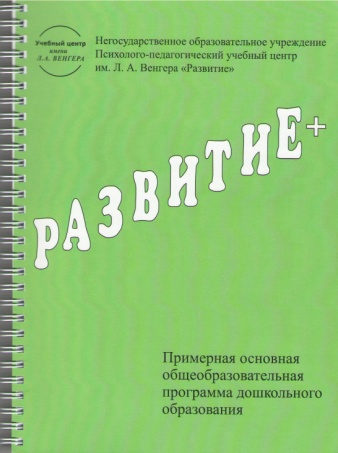 Учебный центр
имени
Л.А. ВЕНГЕРА
Негосударственное образовательное учреждение
Психолого-педагогический учебный центр
им. Л. А. Венгера «Развитие»
РАЗВИТИЕ+
Примерная основная
общеобразовательная
программа дошкольного
образования